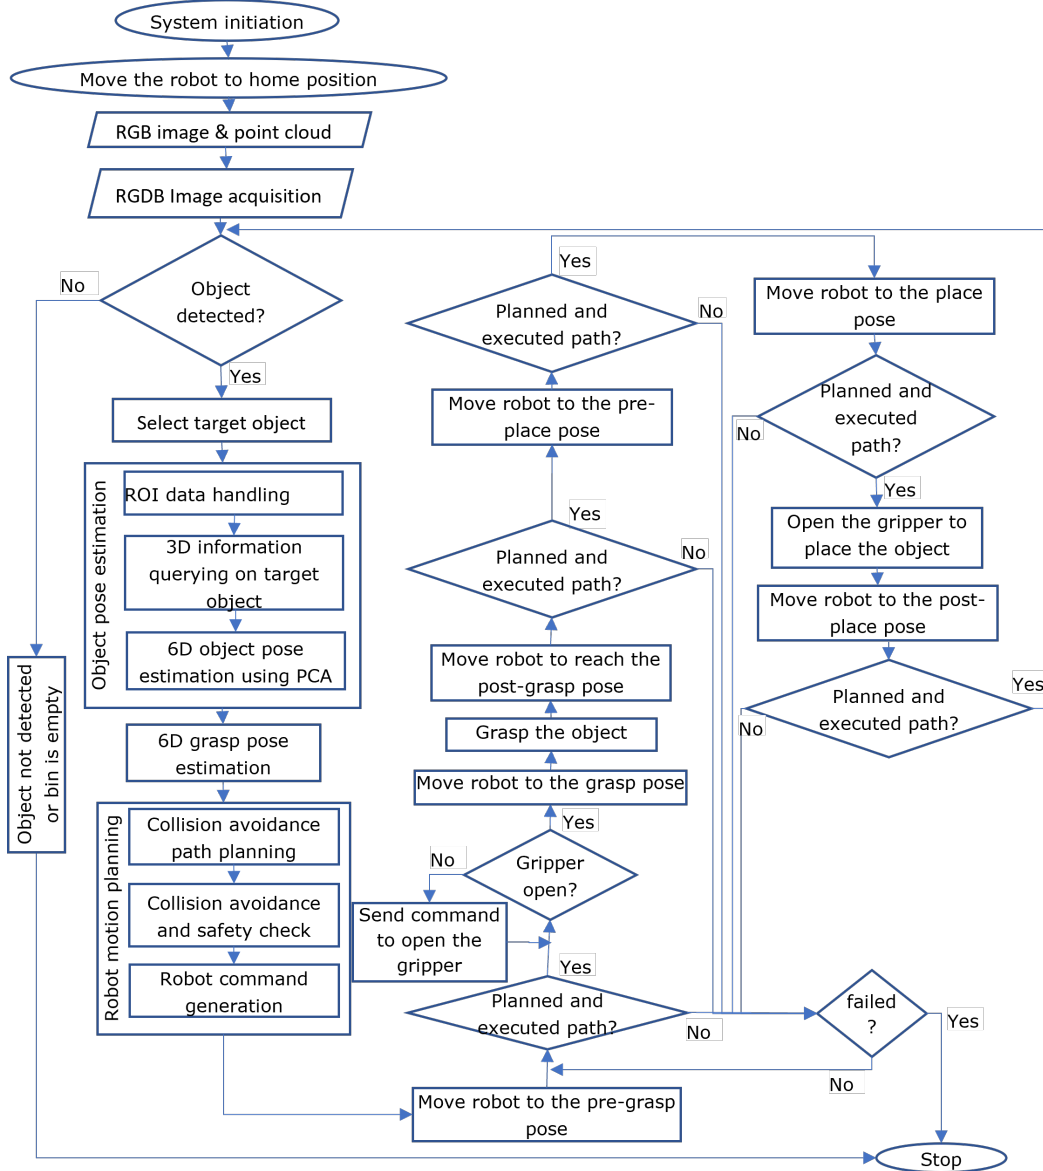 System initiation
Move the robot to home position
RGB image & point cloud
RGDB Image acquisition
No
Object
detected?
Yes
Select target object
Object pose estimation
ROI data handling
3D information
querying on target
object
6D object pose
estimation using PCA
Object not detected
or bin is empty
6D grasp pose
estimation
Robot motion planning
Collision avoidance
path planning
Collision avoidance
and safety check
Robot command
generation
Move robot to the pre-grasp
pose
Planned and
executed path?
No
Yes
Send command
to open the
gripper
No
Gripper
open?
Yes
Move robot to the grasp pose
Grasp the object
Move robot to reach the
post-grasp pose
Planned and
executed path?
No
Yes
Move robot to the pre-
place pose
Planned and
executed path?
No
Yes
Move robot to the place
pose
Planned and
executed
path?
No
Yes
Open the gripper to
place the object
Move robot to the post-
place pose
Planned and
executed path?
No
Yes
failed
?
Yes
No
Stop